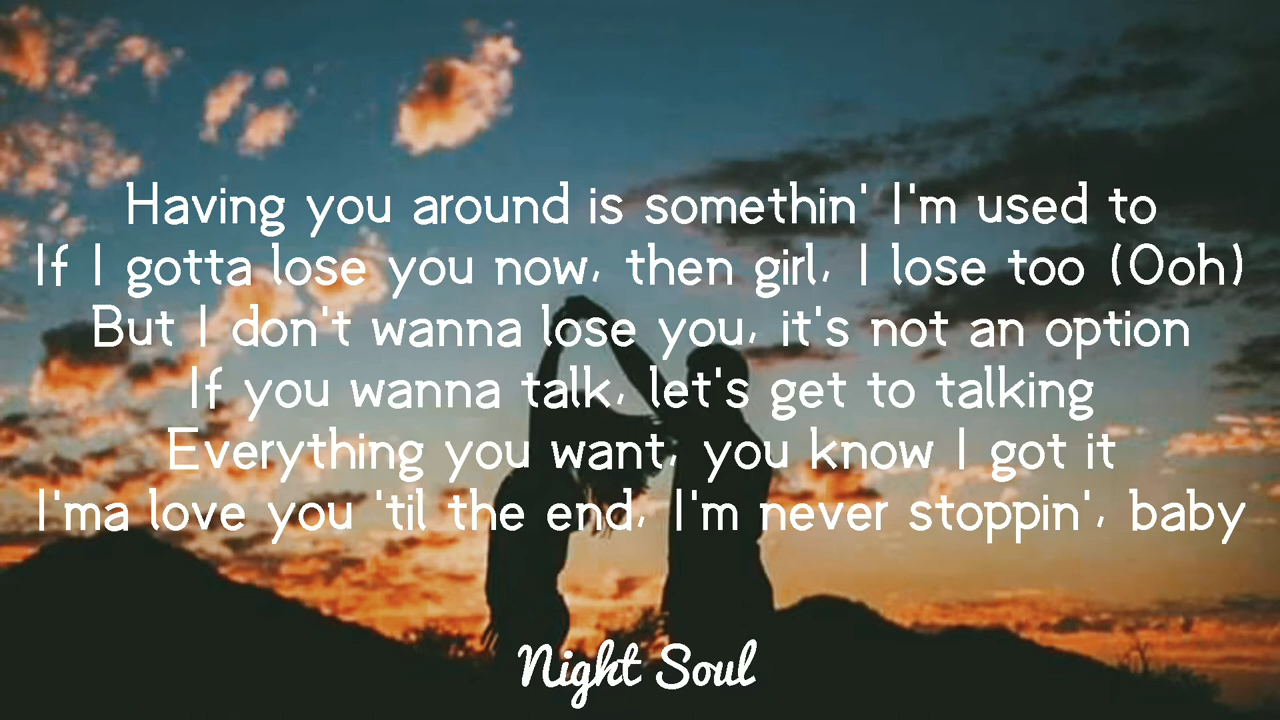 Having you around is somethin' I'm used to
If I gotta lose you now, then girl, I lose too (Ooh)
But I don't wanna lose you, it's not an option
If you wanna talk, let's get to talking
Everything you want, you know I got it
I'ma love you 'til the end, I'm never stoppin', baby
Night Soul